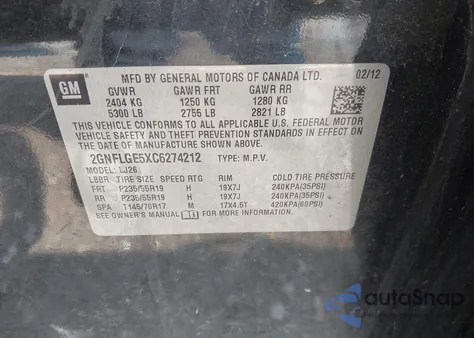 GM
MFD BY GENERAL MOTORS OF CANADA LTD. 02/12
GVWR GAWR FRT GAWR RR
2404 KG 1250 KG 1280 KG
5300 LB 2755 LB 2821 LB
THIS VEHICLE CONFORMS TO ALL APPLICABLE U.S. FEDERAL
MOTOR VEHICLE SAFETY, BUMPER, AND THEFT
PREVENTION STANDARDS IN EFFECT ON THE
DATE OF MANUFACTURE SHOWN ABOVE.
2GNFLGE5XC6274212 TYPE: M.P.V.
MODEL: LJ26
LBBR TIRE SIZE SPEED RTG RIM COLD TIRE PRESSURE
FRT P235/55R19 H 19X7J 240KPA(35PSI)
RR P235/55R19 H 19X7J 240KPA(35PSI)
SPA T145/70R17 M 17X4.5T 420KPA(60PSI)
SEE OWNER'S MANUAL FOR MORE INFORMATION
autaSnap